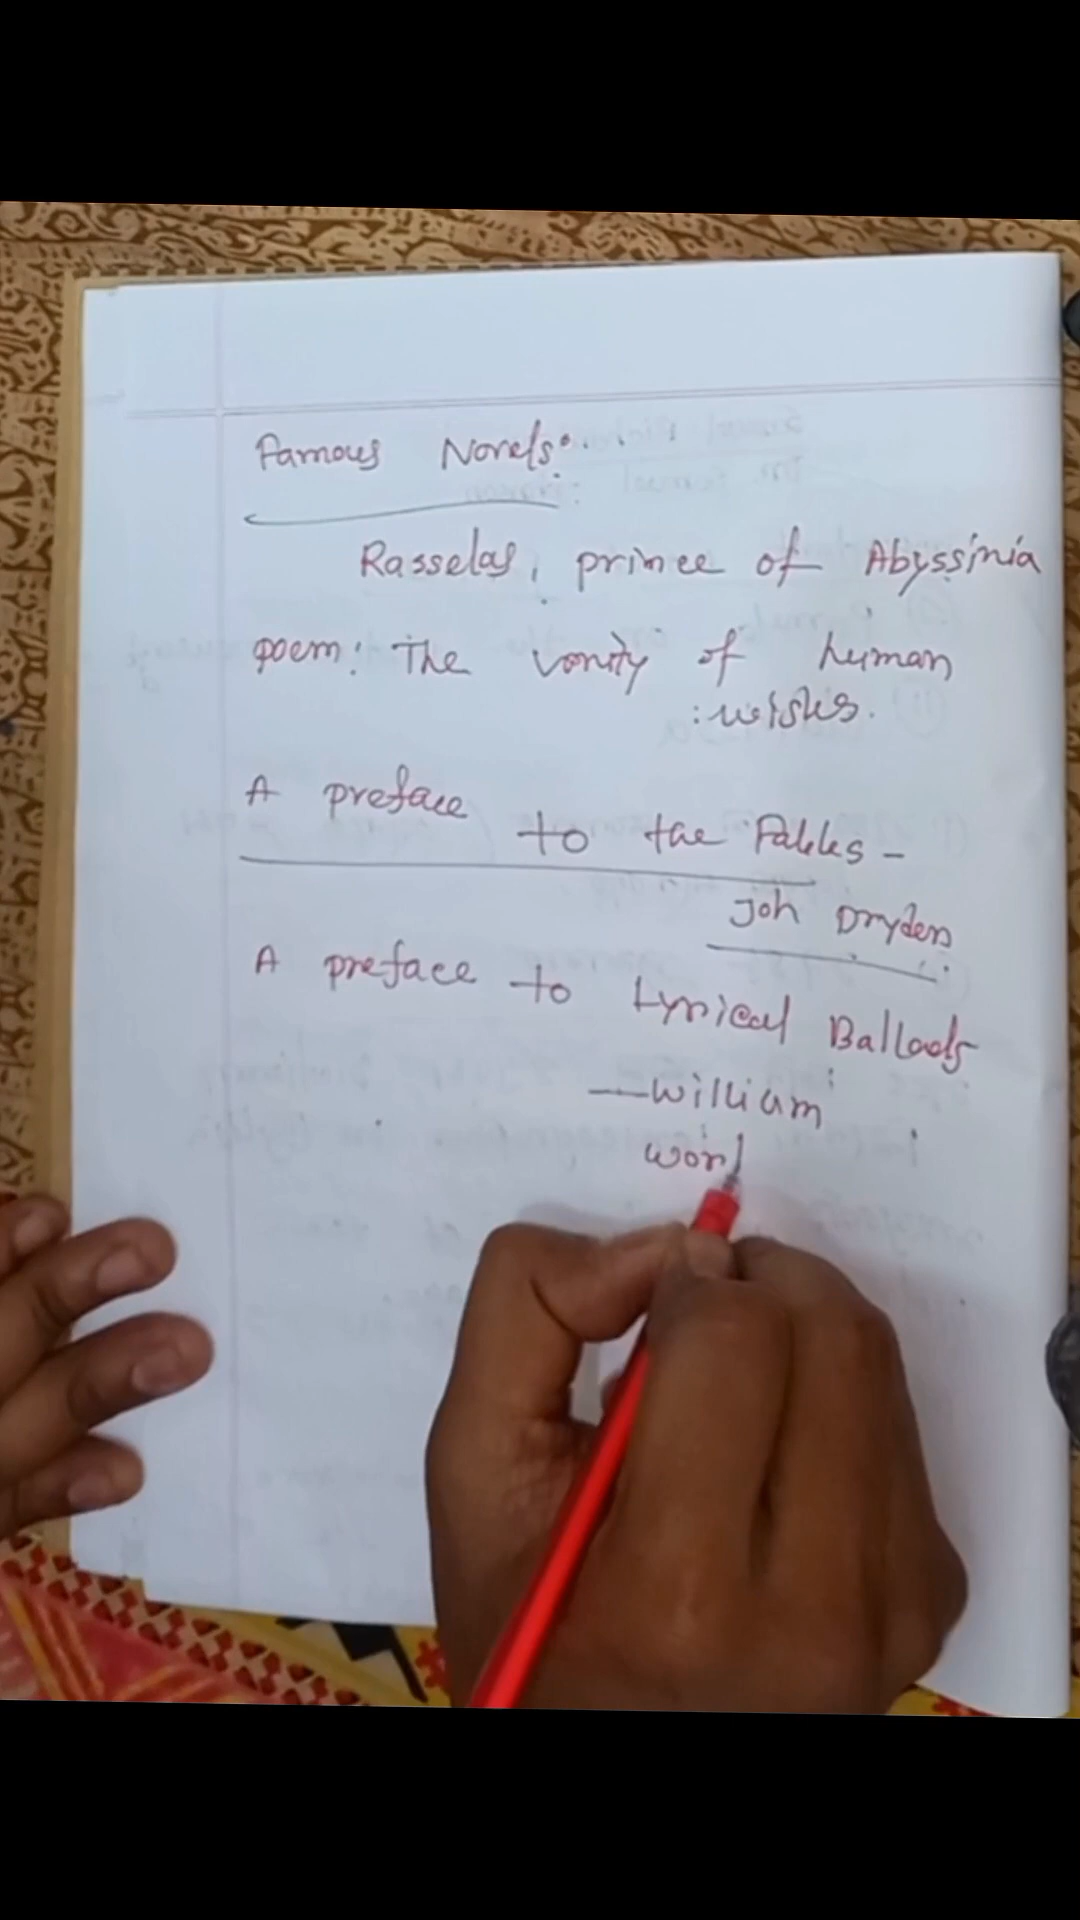 Famous Novels:
Rasselas, prince of Abyssinia
poem: The vanity of human
wishes.
A preface
to the Fables -
Joh Dryden
A preface to Lyrical Ballads
— William
wor